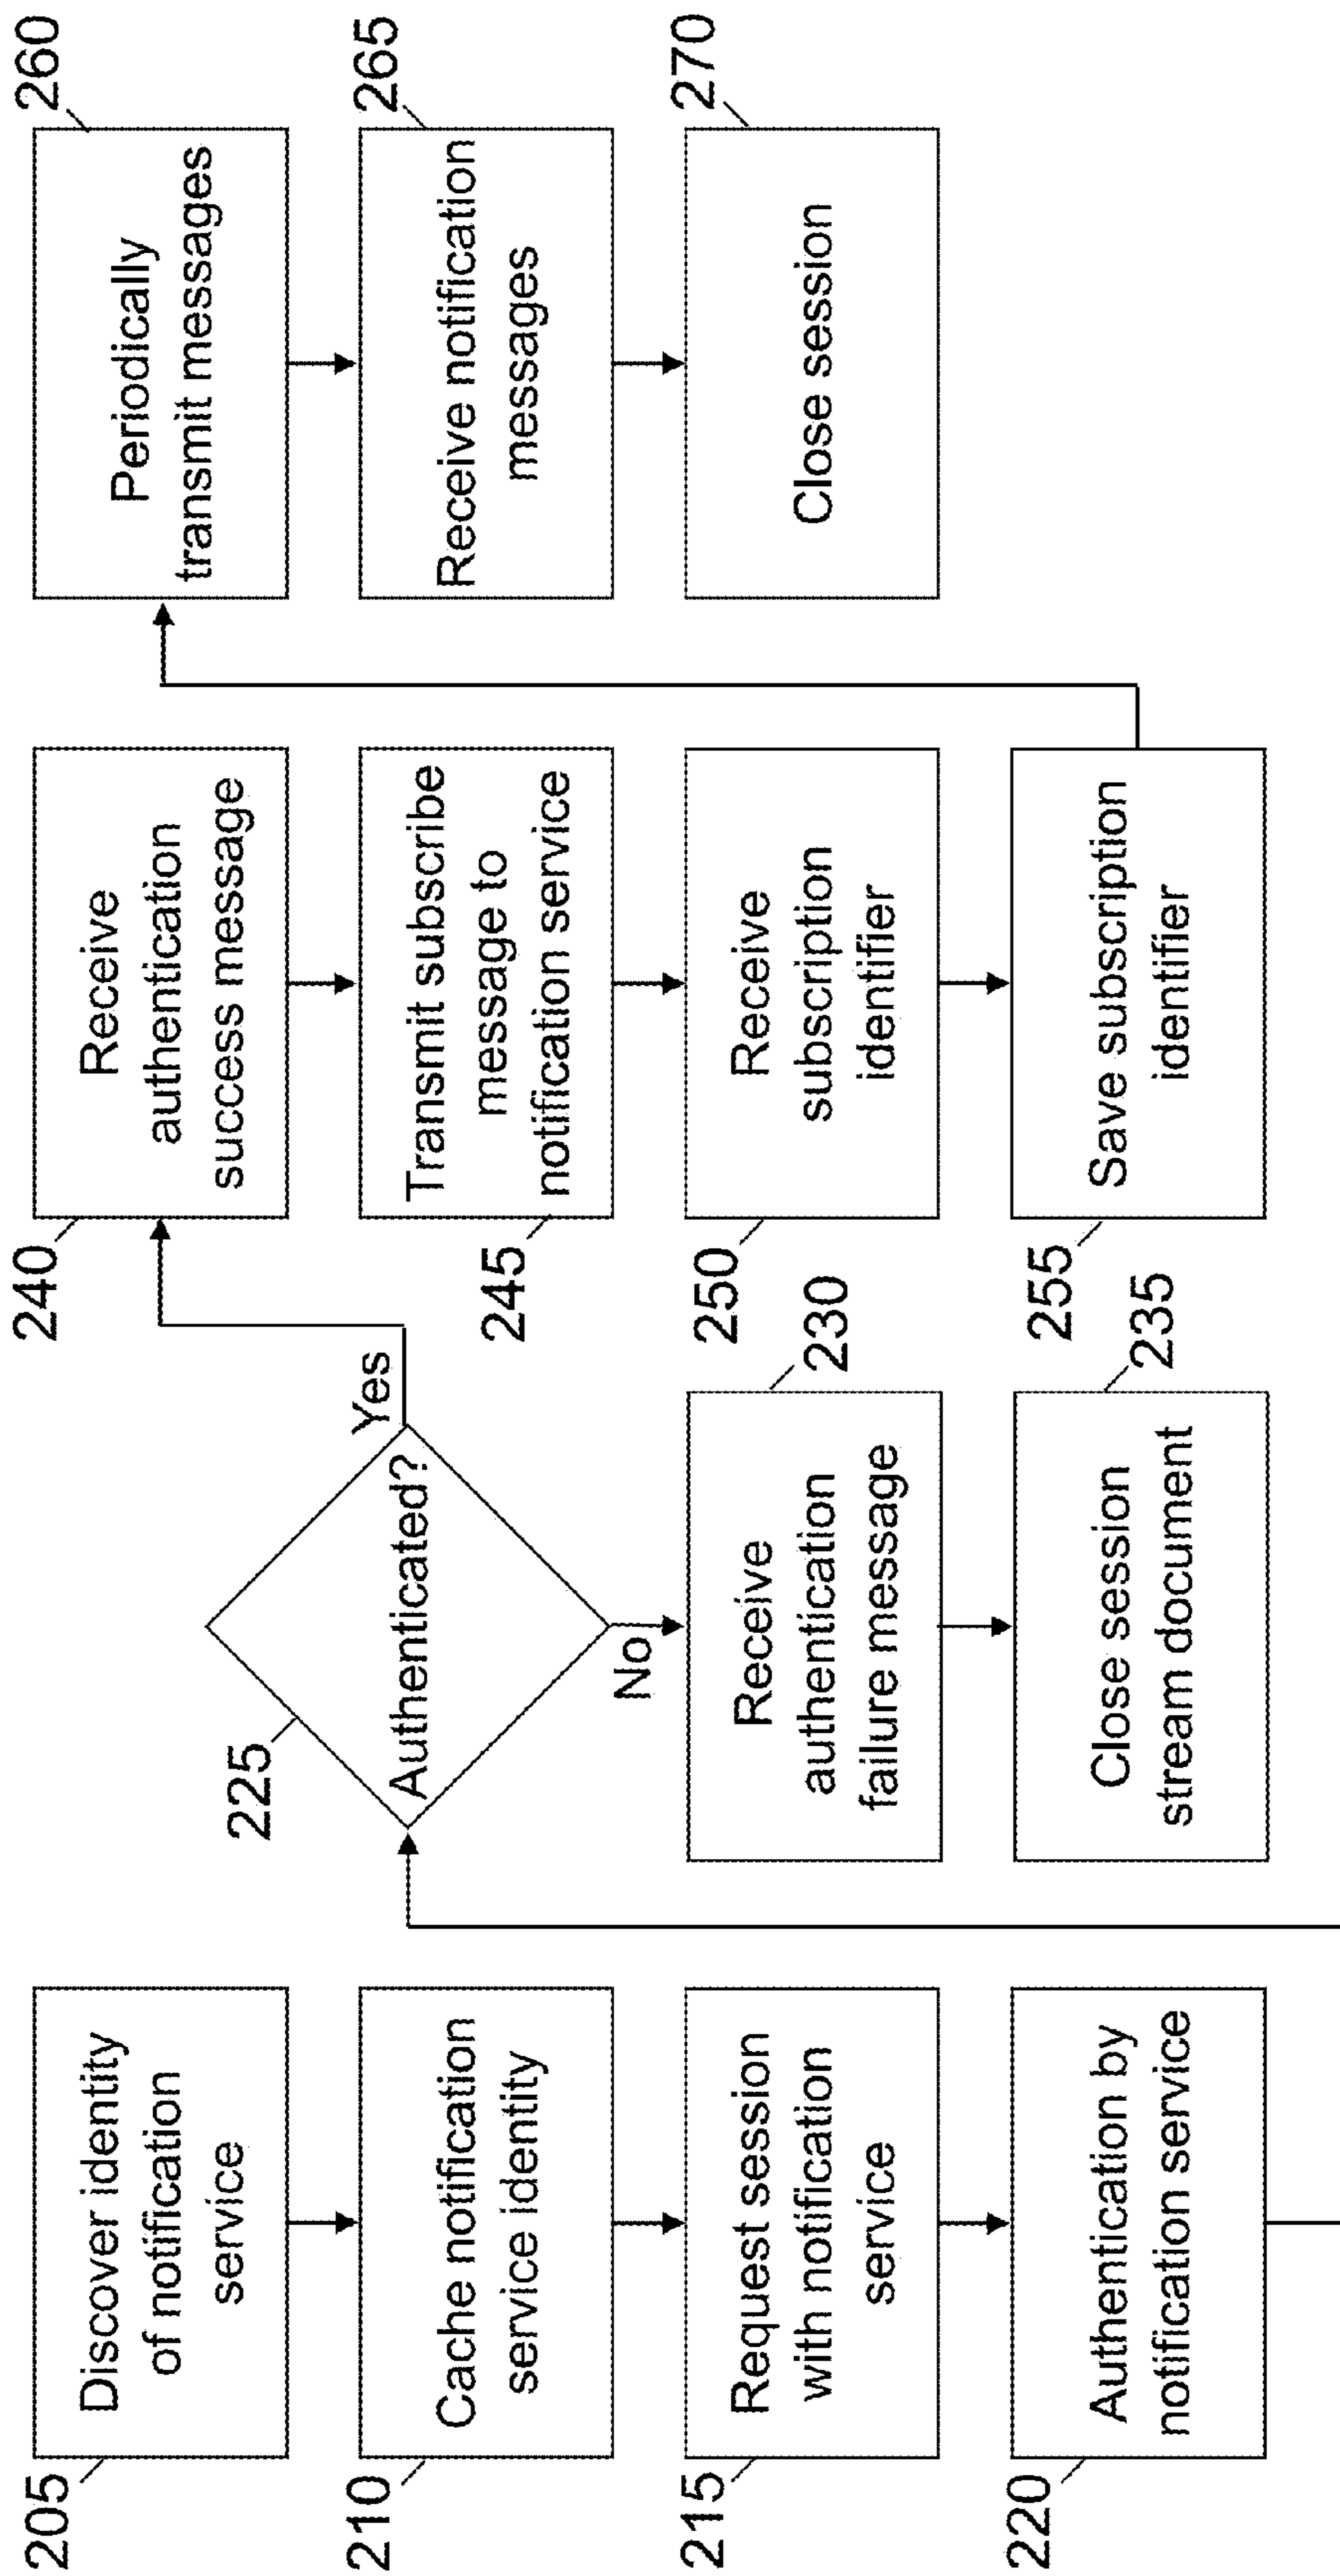 205
Discover identity
of notification
service
210
Cache notification
service identity
215
Request session
with notification
service
220
Authentication by
notification service
225
Authenticated?
Yes
No
230
Receive
authentication
failure message
235
Close session
stream document
240
Receive
authentication
success message
245
Transmit subscribe
message to
notification service
250
Receive
subscription
identifier
255
Save subscription
identifier
260
Periodically
transmit messages
265
Receive notification
messages
270
Close session